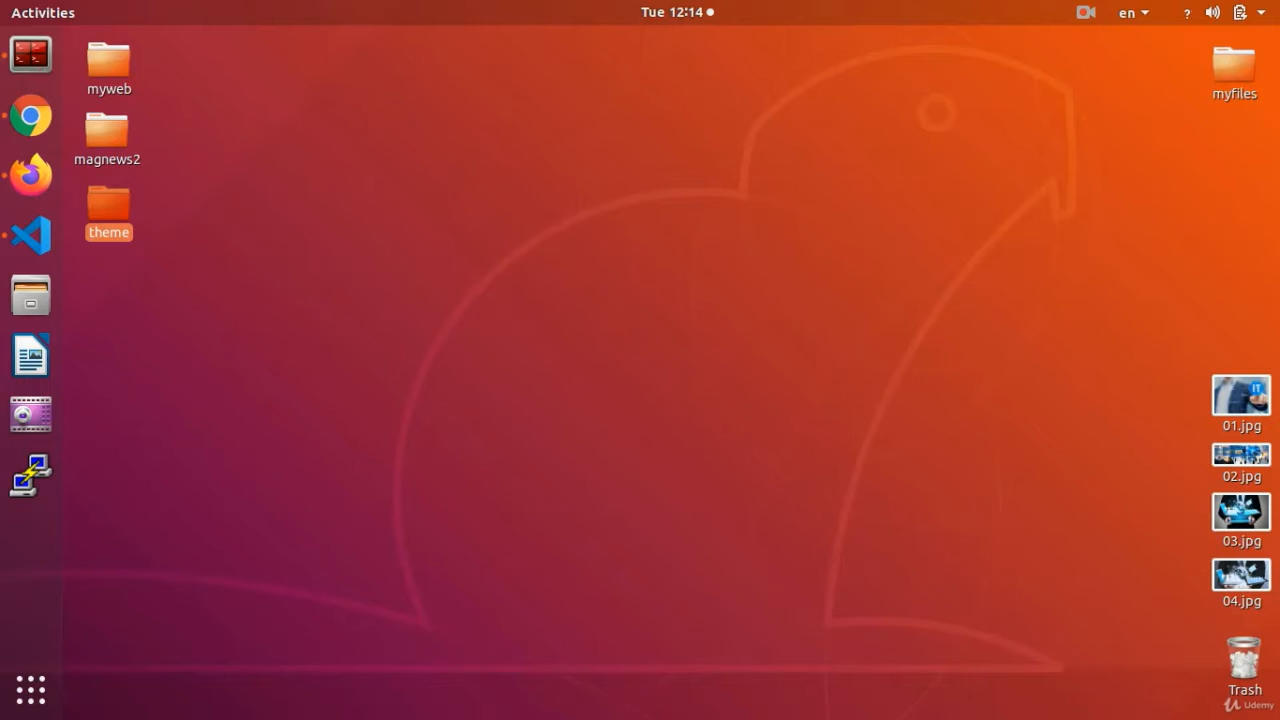 Activities
Tue 12:14
en
?
myweb
magnews2
theme
myfiles
IT
01.jpg
02.jpg
03.jpg
04.jpg
Trash
Udemy